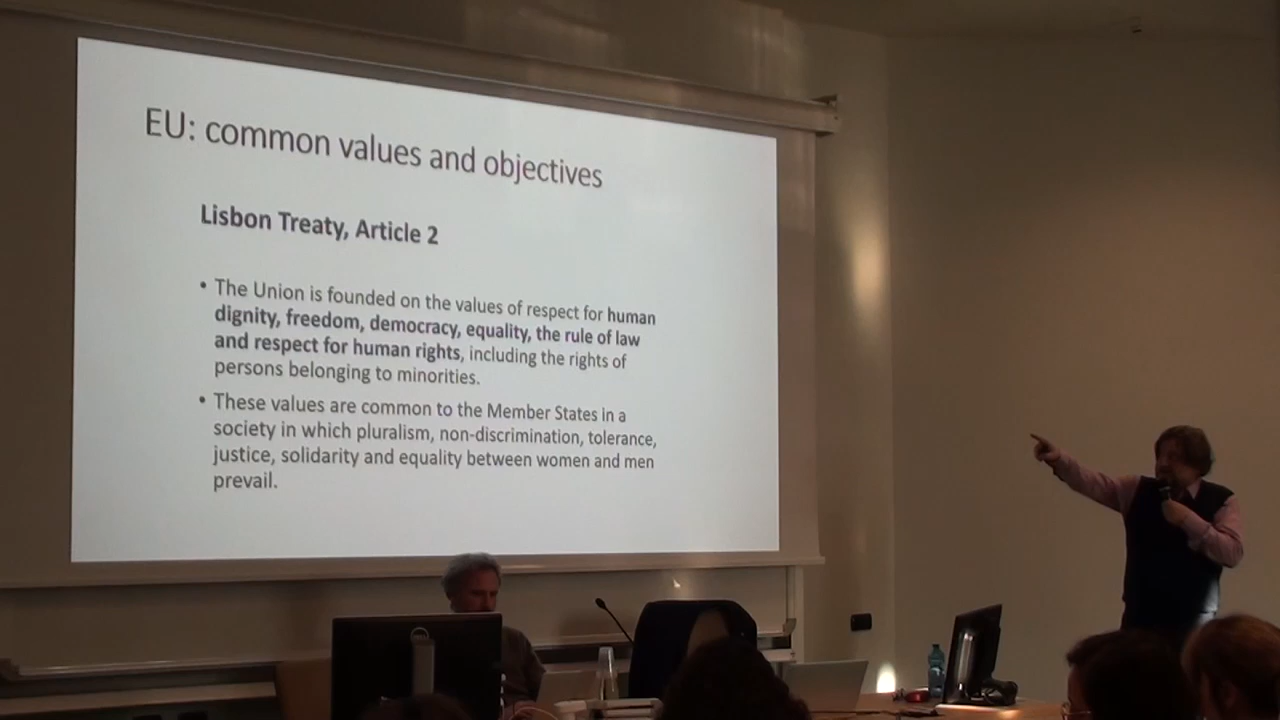 EU: common values and objectives
Lisbon Treaty, Article 2
• The Union is founded on the values of respect for human
dignity, freedom, democracy, equality, the rule of law
and respect for human rights, including the rights of
persons belonging to minorities.
• These values are common to the Member States in a
society in which pluralism, non-discrimination, tolerance,
justice, solidarity and equality between women and men
prevail.
DELL